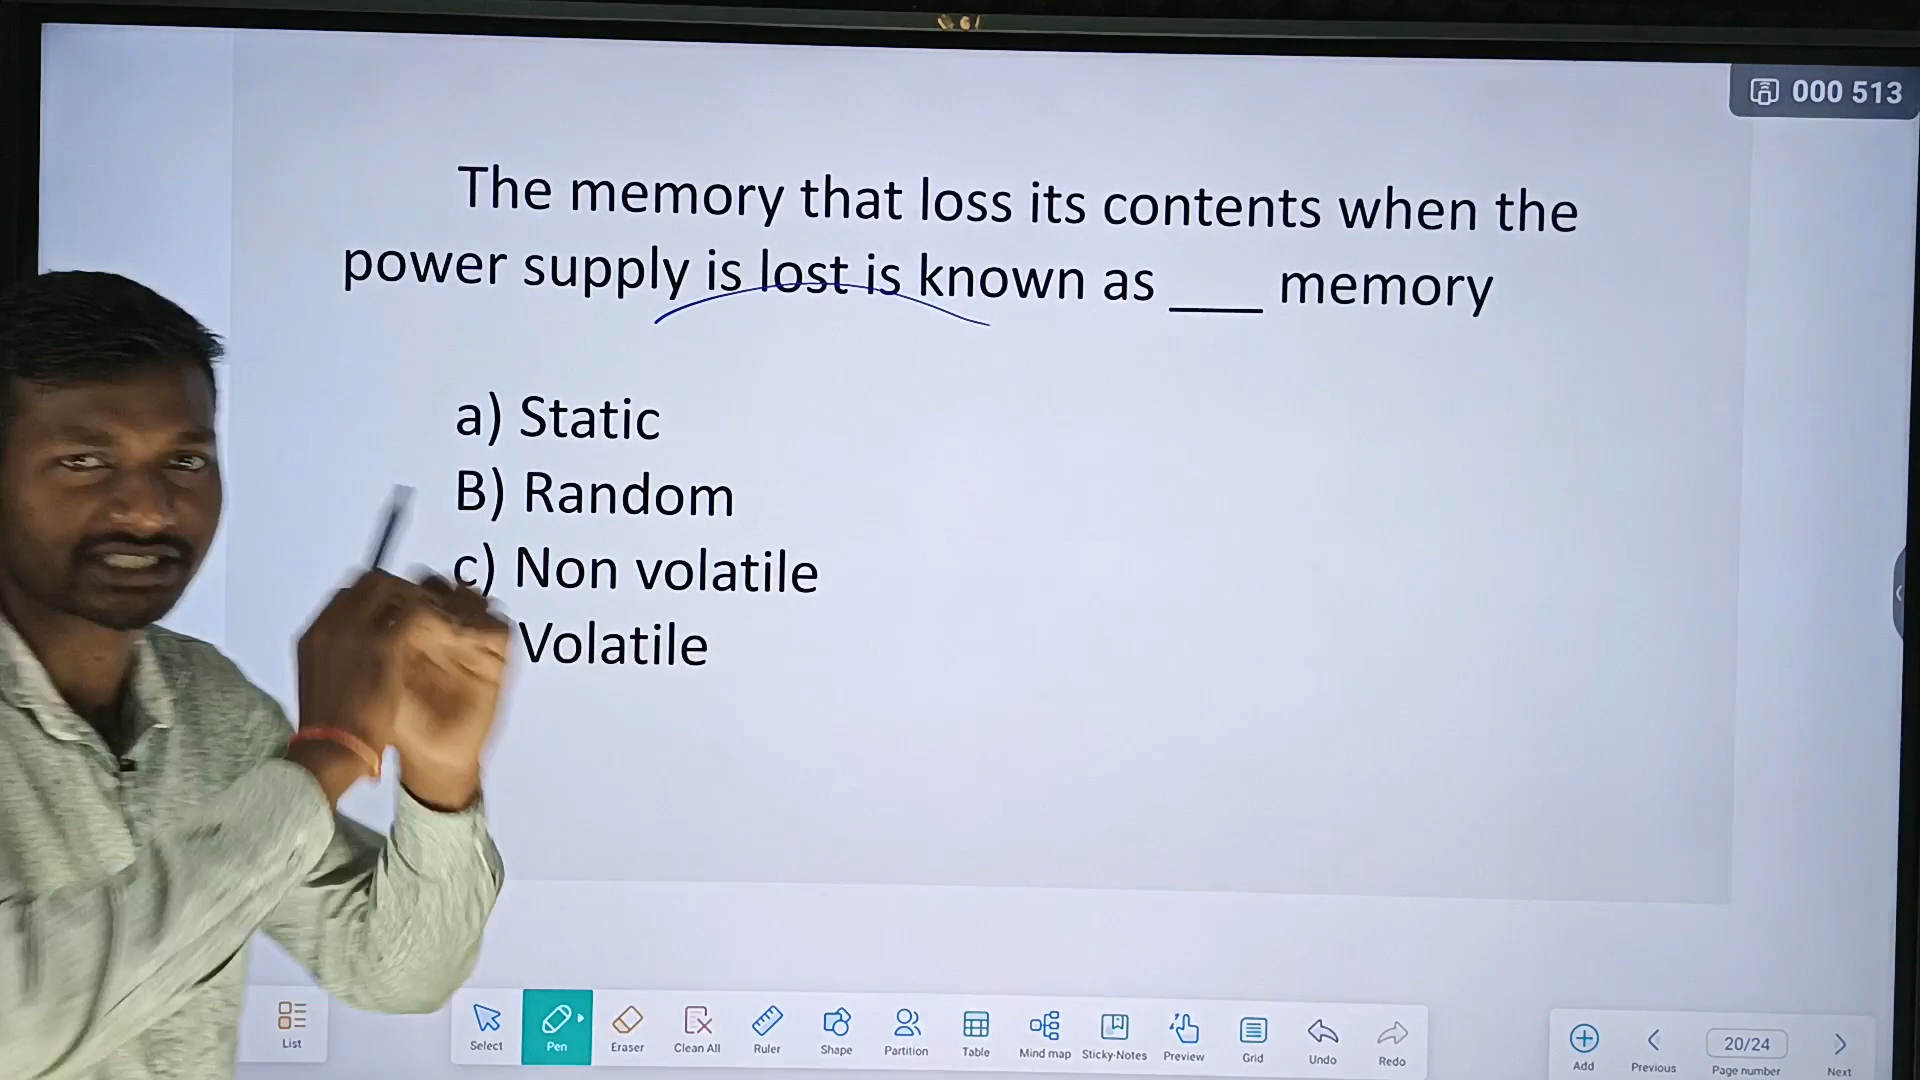 000 513
The memory that loss its contents when the
power supply is lost is known as ____ memory
a) Static
B) Random
c) Non volatile
Volatile
List
Select
Pen
Eraser
Clean All
Ruler
Shape
Partition
Table
Mind map
Sticky-Notes
Preview
Grid
Undo
Redo
Add
Previous
20/24
Page number
Next